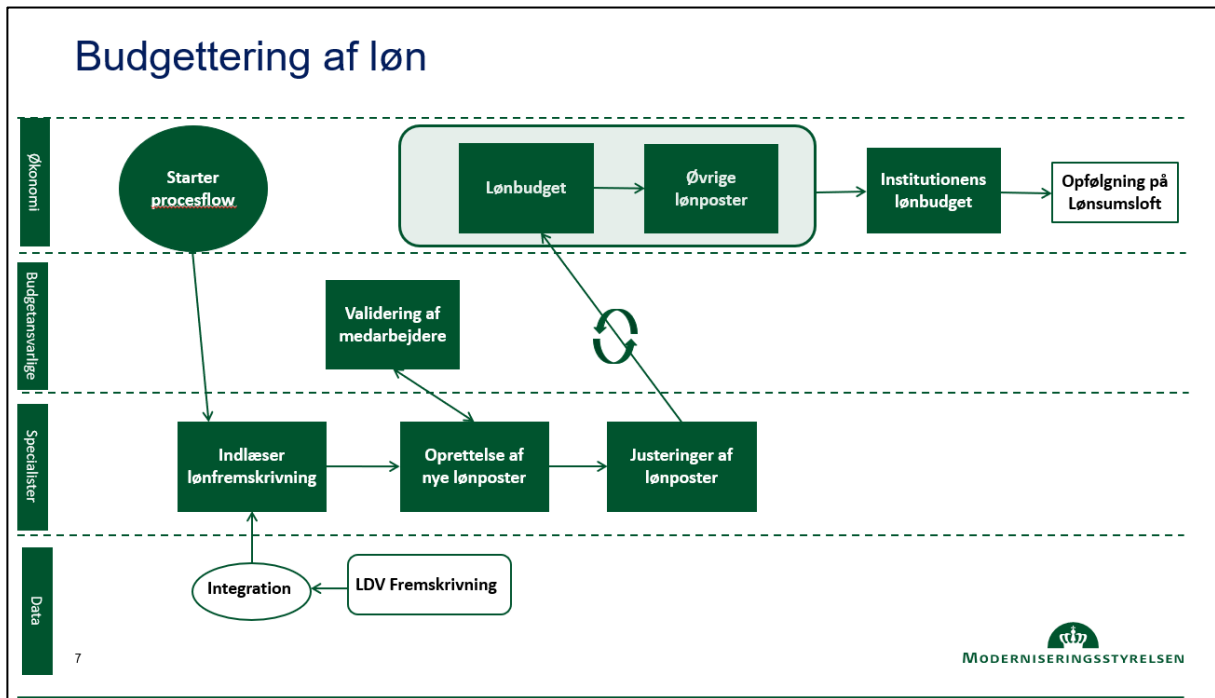 Budgettering af løn
Økonomi
Starter
procesflow
Lønbudget
Øvrige
lønposter
Institutionens
lønbudget
Opfølgning på
Lønsumsloft
Budgetansvarlige
Validering af
medarbejdere
Specialister
Indlæser
lønfremskrivning
Oprettelse af
nye lønposter
Justeringer af
lønposter
Data
Integration
LDV Fremskrivning
7
MODERNISERINGSSTYRELSEN